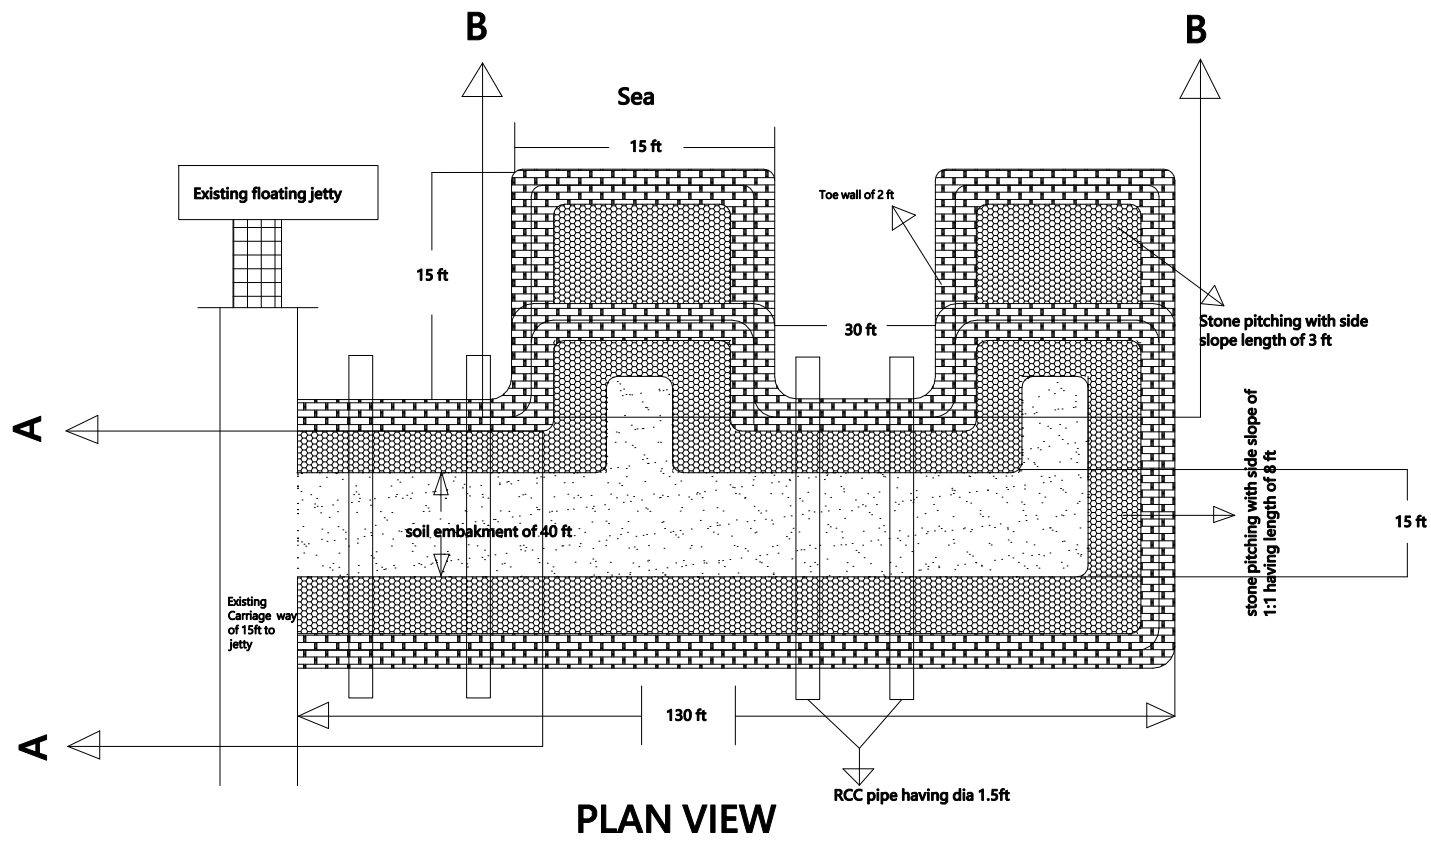 B
B
Sea
15 ft
Existing floating jetty
Toe wall of 2 ft
15 ft
30 ft
Stone pitching with side
slope length of 3 ft
A
stone pitching with side slope of
1:1 having length of 8 ft
15 ft
soil embakment of 40 ft
Existing
Carriage way
of 15ft to
jetty
130 ft
A
RCC pipe having dia 1.5ft
PLAN VIEW